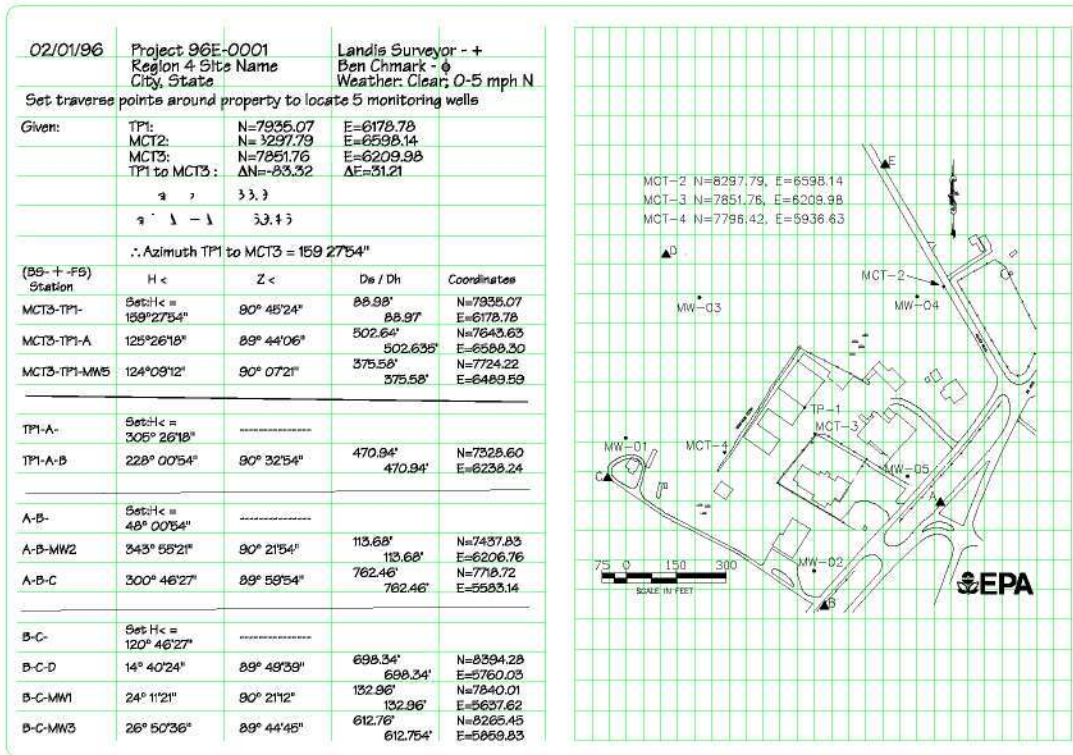 02/01/96 Project 96E-0001 Landis Surveyor - +
Region 4 Site Name Ben Chmark - ϕ
City, State Weather: Clear; 0-5 mph N
Set traverse points around property to locate 5 monitoring wells
Given: TP1: N=7935.07 E=6178.78
MCT2: N= 3297.79 E=6598.14
MCT3: N=7851.76 E=6209.98
TP1 to MCT3 : ΔN=-83.32 ΔE=31.21
∴ Azimuth TP1 to MCT3 = 159 27'54"
(BS- + -FS) Station H < Z < Ds / Dh Coordinates
MCT3-TP1- Set:H< = 159°27'54" 90° 45'24" 88.98' 88.97' N=7935.07 E=6178.78
MCT3-TP1-A 125°26'18" 89° 44'06" 502.64' 502.635' N=7643.63 E=6588.30
MCT3-TP1-MW5 124°09'12" 90° 07'21" 375.58' 375.58' N=7724.22 E=6489.59
TP1-A- Set:H< = 305° 26'18" --------------
TP1-A-B 228° 00'54" 90° 32'54" 470.94' 470.94' N=7328.60 E=6238.24
A-B- Set:H< = 48° 00'54" --------------
A-B-MW2 343° 55'21" 90° 21'54" 113.68' 113.68' N=7437.83 E=6206.76
A-B-C 300° 46'27" 89° 59'54" 762.46' 762.46' N=7718.72 E=5583.14
B-C- Set H< = 120° 46'27" --------------
B-C-D 14° 40'24" 89° 49'39" 698.34' 698.34' N=8394.28 E=5760.03
B-C-MW1 24° 11'21" 90° 21'12" 132.96' 132.96' N=7840.01 E=5637.62
B-C-MW3 26° 50'36" 89° 44'45" 612.76' 612.754' N=8265.45 E=5859.83
E
MCT-2 N=8297.79, E=6598.14
MCT-3 N=7851.76, E=6209.98
MCT-4 N=7796.42, E=5936.63
D
MCT-2
MW-03
MW-04
TP-1
MCT-3
MW-01
MCT-4
MW-05
C
A
MW-02
75 0 150 300
SCALE IN FEET
B
EPA